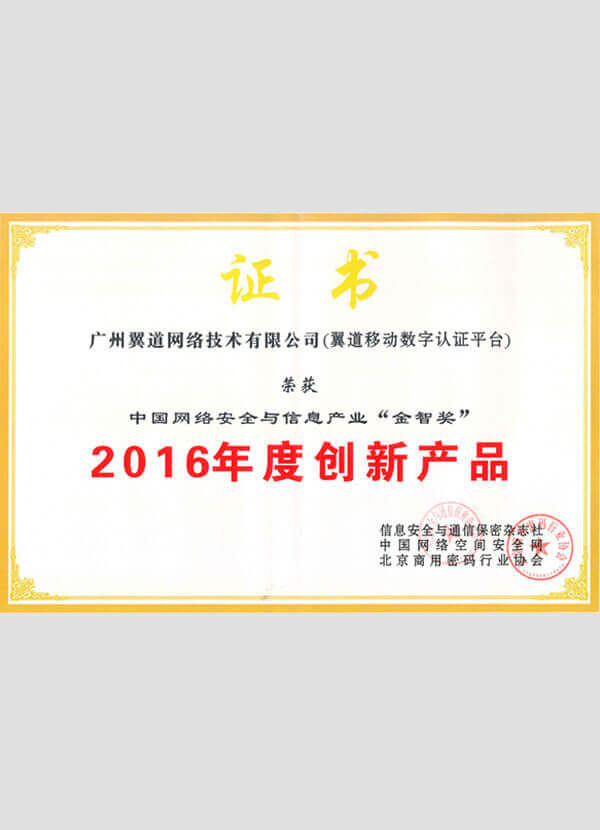 证书
广州翼道网络技术有限公司(翼道移动数字认证平台)
荣获
中国网络安全与信息产业“金智奖”
2016年度创新产品
信息安全与通信保密杂志社
中国网络空间安全网
北京商用密码行业协会